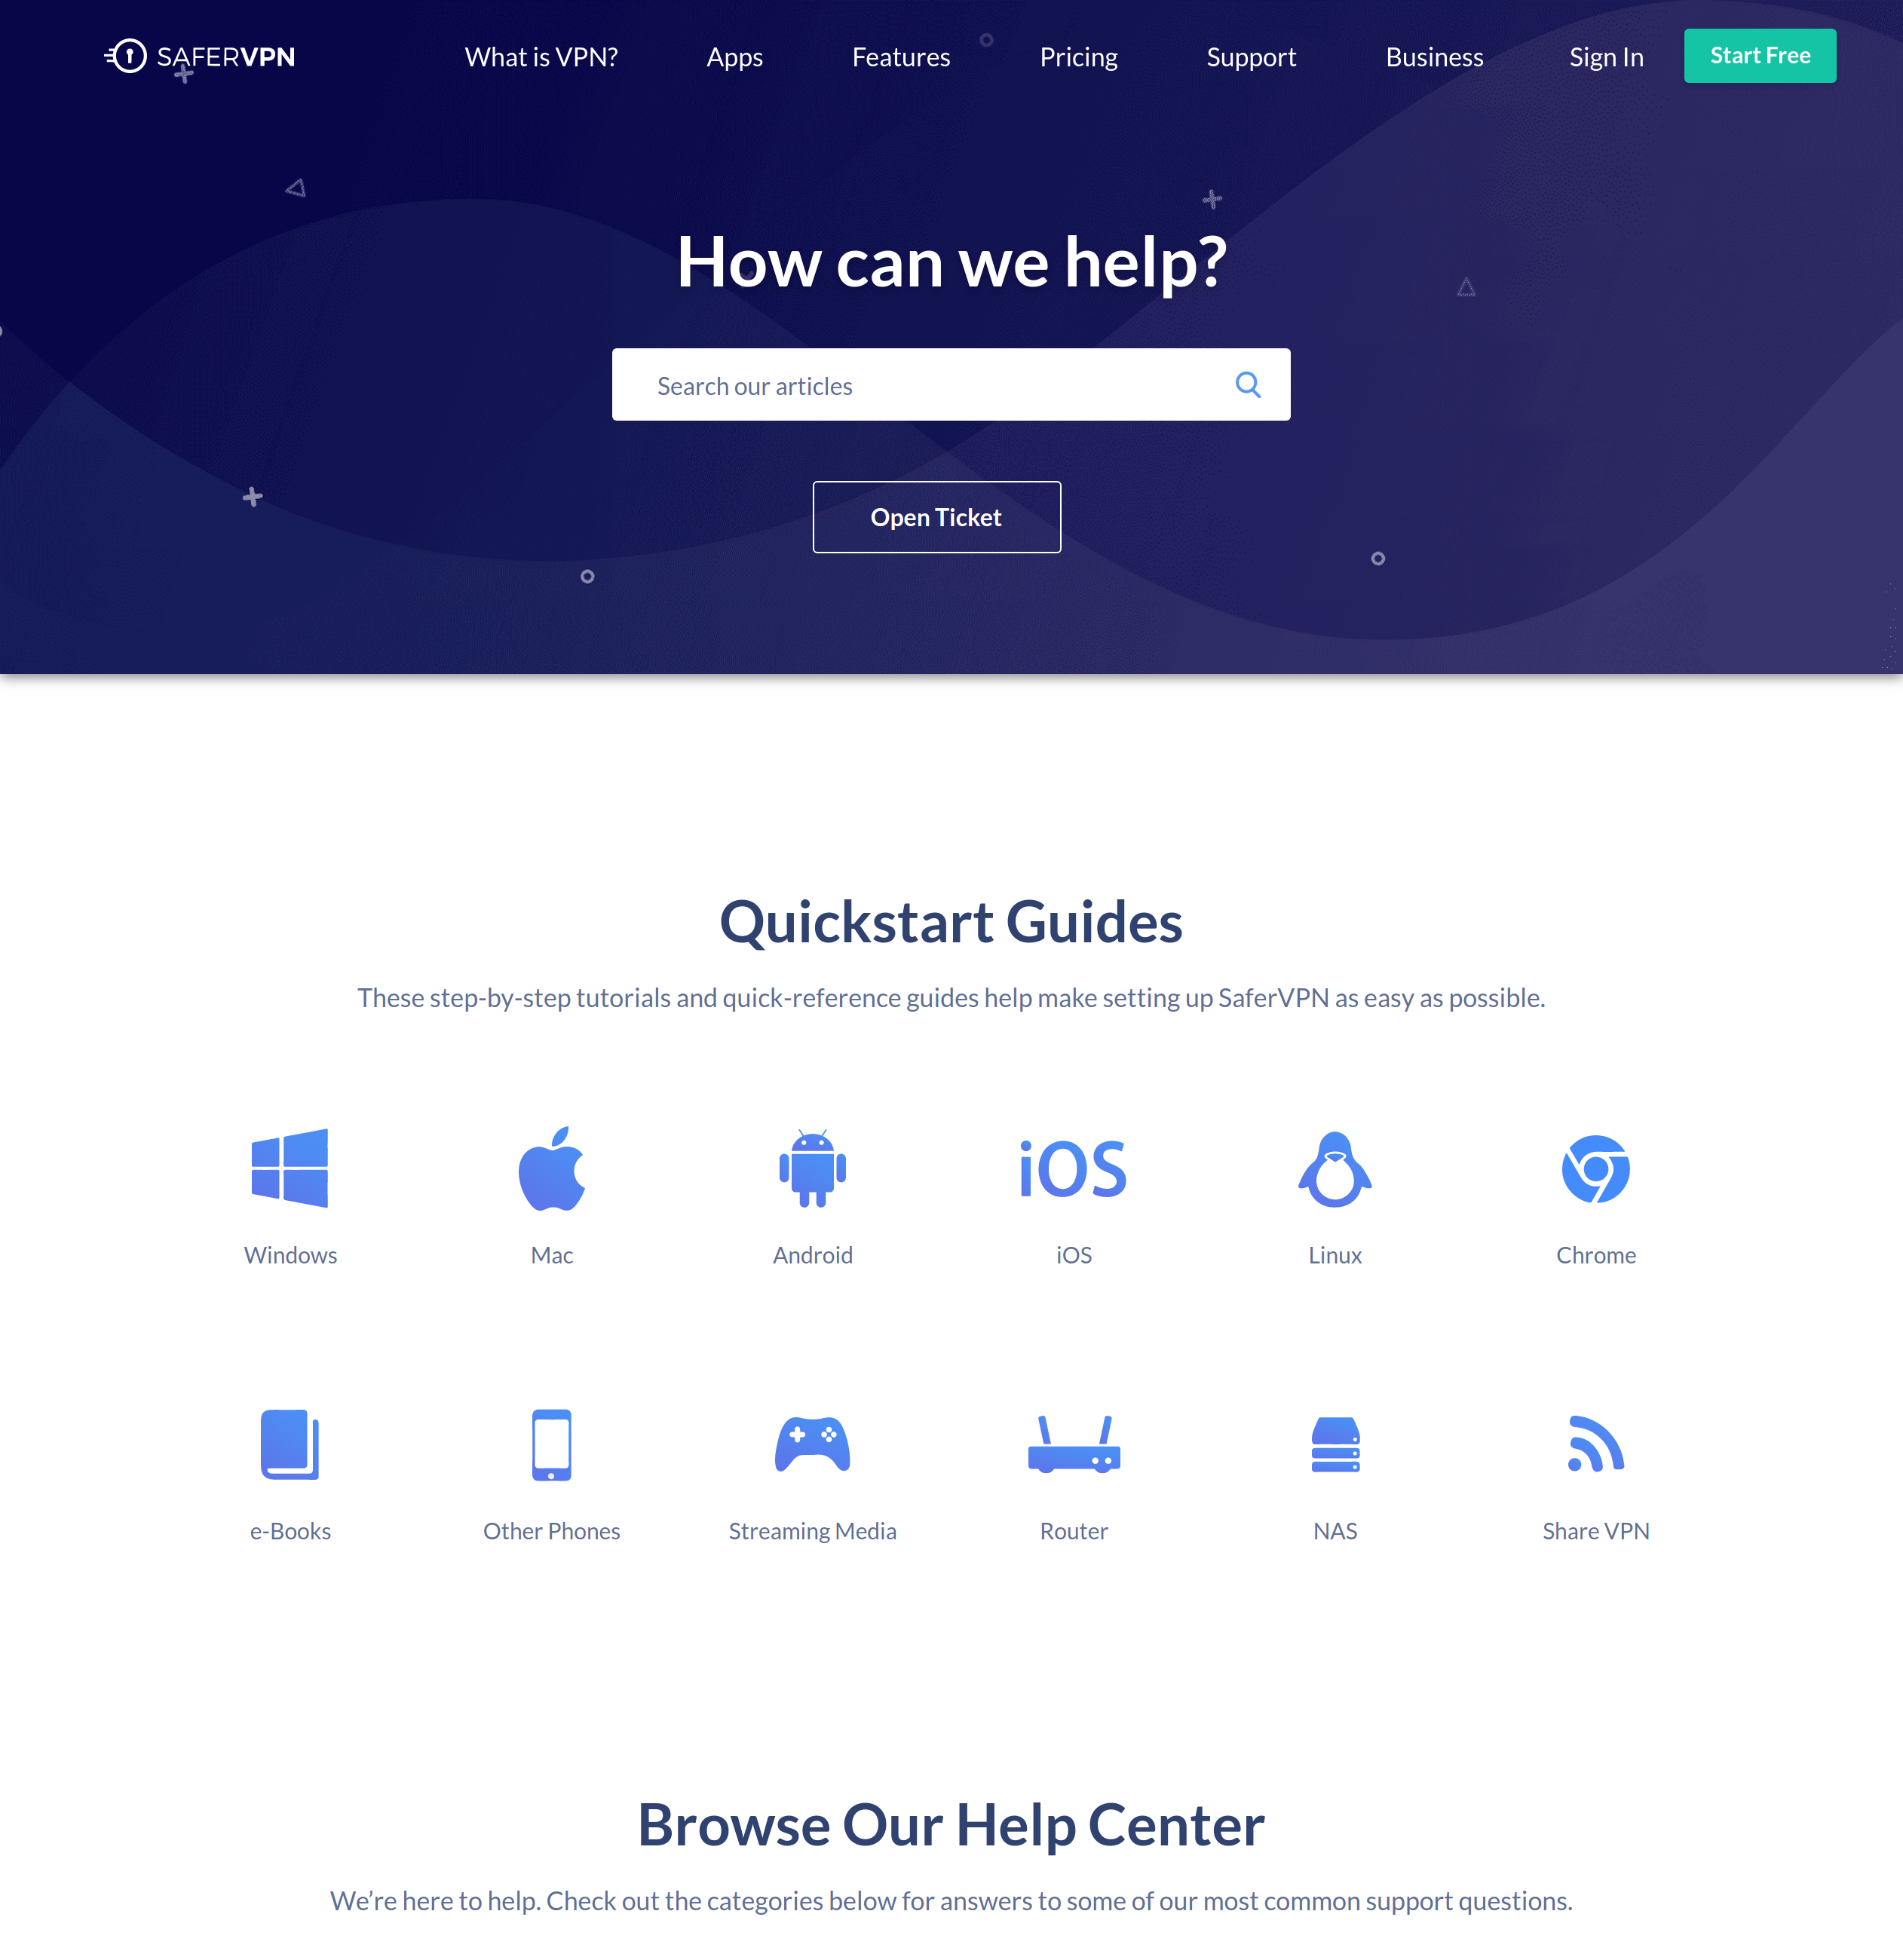 SAFERVPN What is VPN? Apps Features Pricing Support Business Sign In Start Free
How can we help?
Search our articles
Open Ticket
Quickstart Guides
These step-by-step tutorials and quick-reference guides help make setting up SaferVPN as easy as possible.
iOS
Windows Mac Android iOS Linux Chrome
e-Books Other Phones Streaming Media Router NAS Share VPN
Browse Our Help Center
We’re here to help. Check out the categories below for answers to some of our most common support questions.